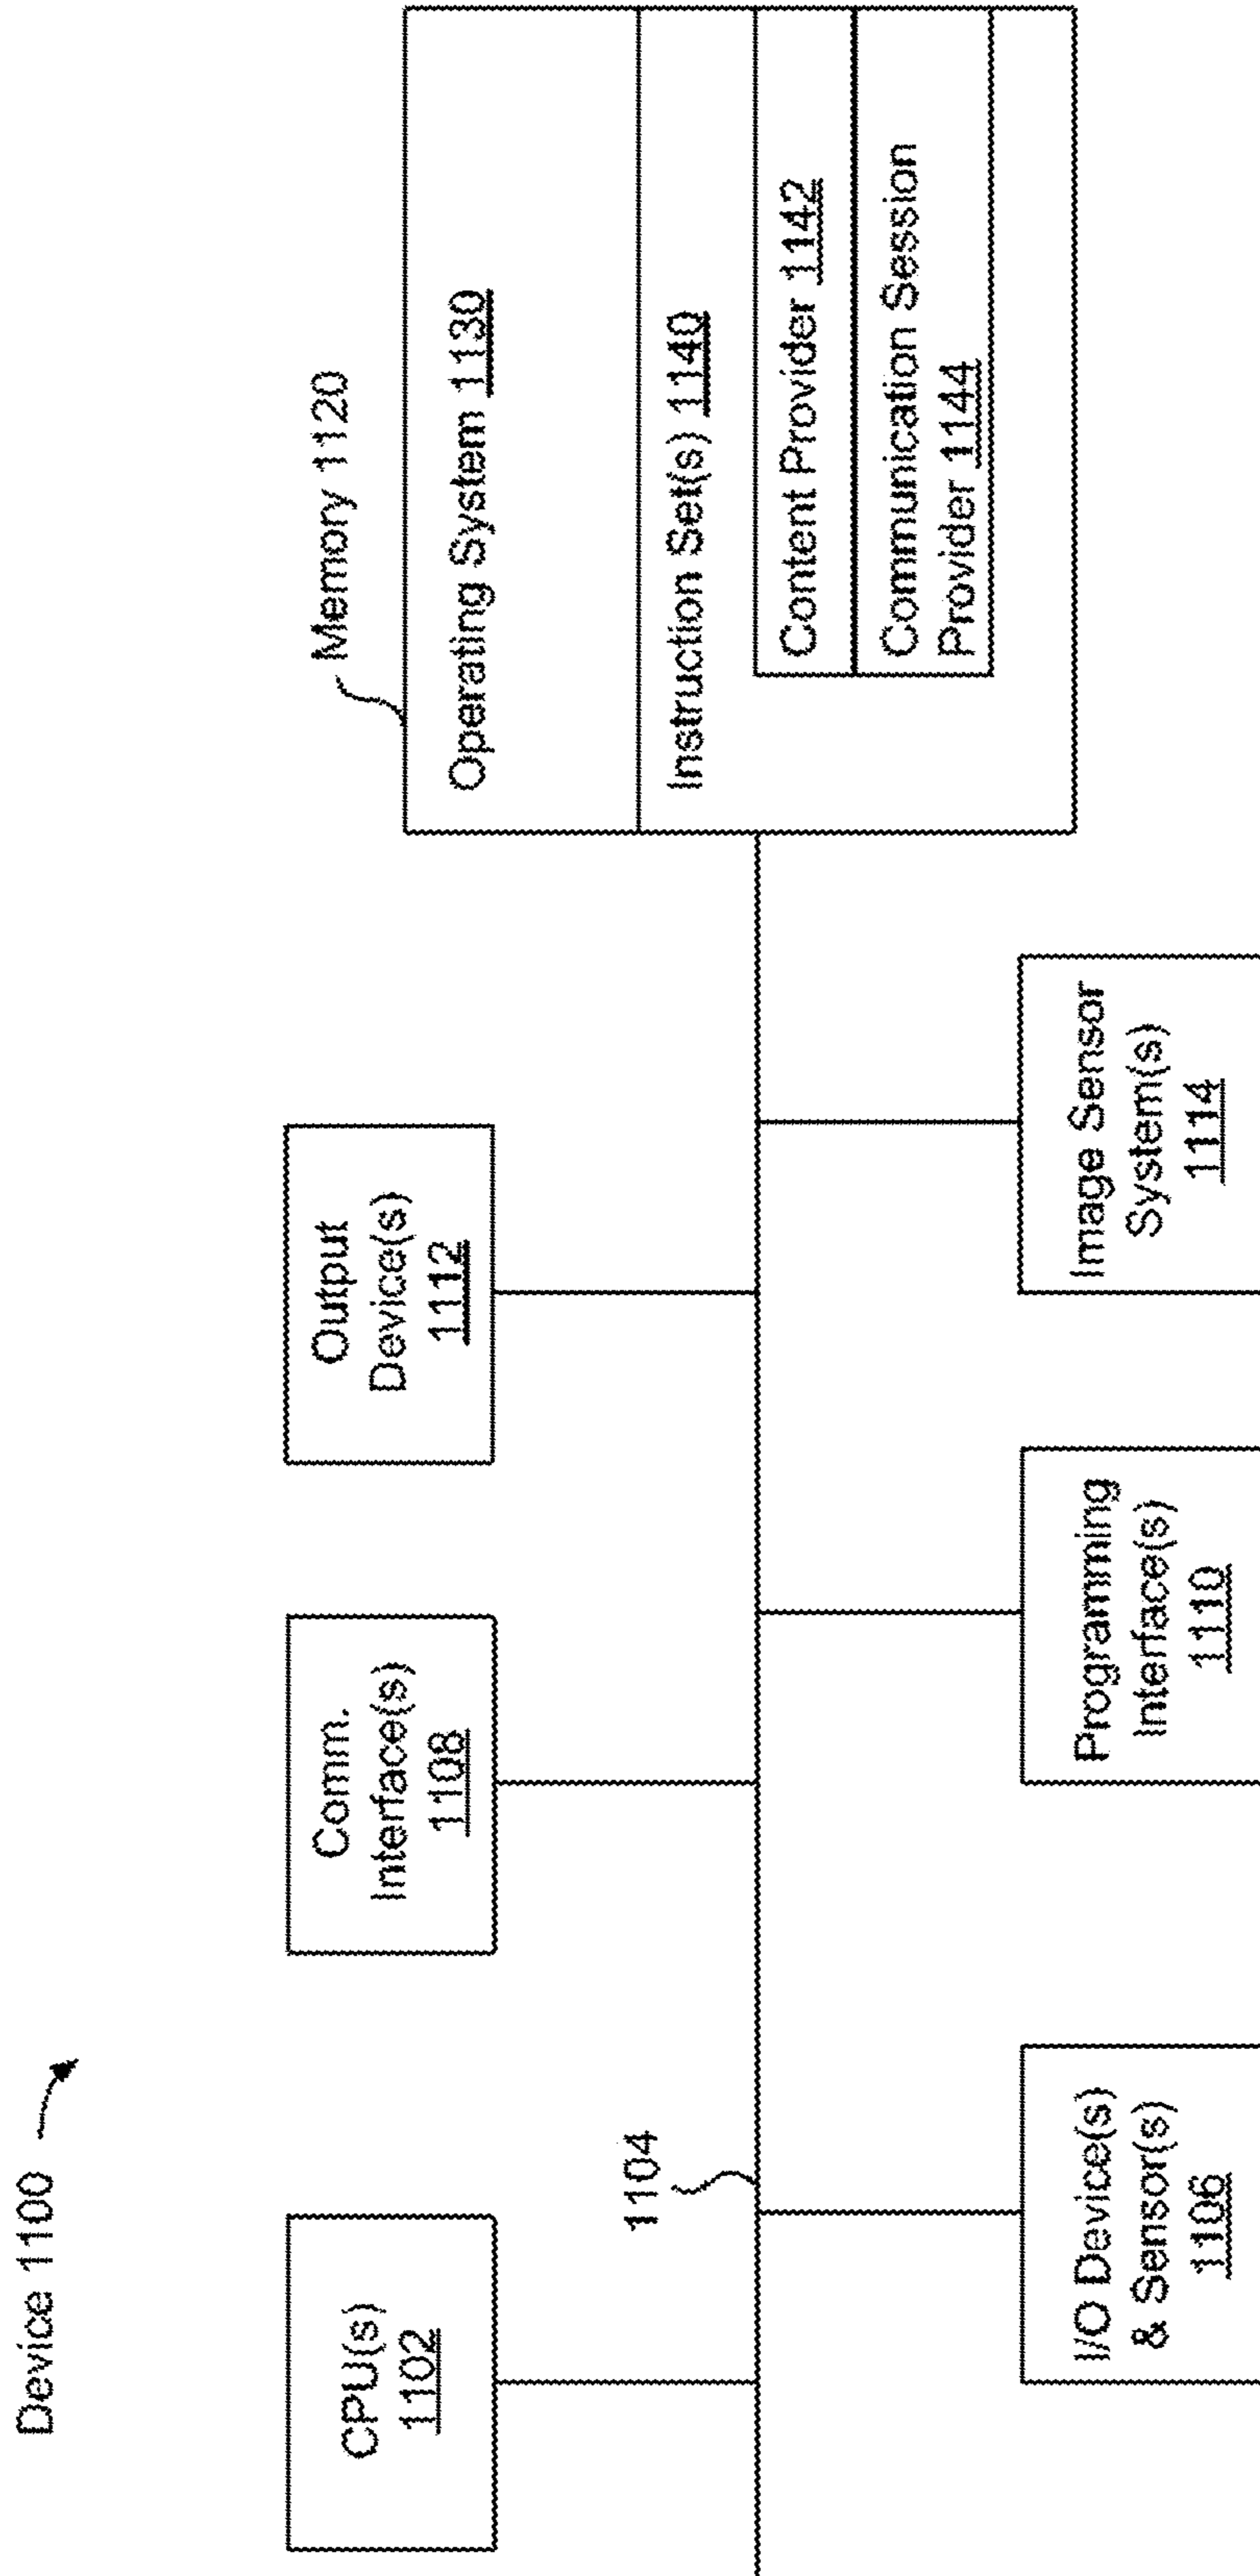 Device 1100
CPU(s)
1102
Comm.
Interface(s)
1108
Output
Device(s)
1112
Memory 1120
Operating System 1130
Instruction Set(s) 1140
Content Provider 1142
Communication Session
Provider 1144
1104
I/O Device(s)
& Sensor(s)
1106
Programming
Interface(s)
1110
Image Sensor
System(s)
1114